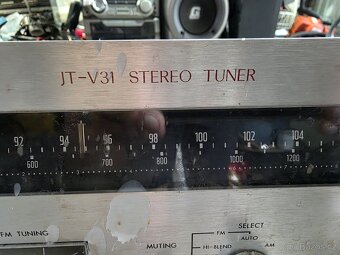 JT-V31 STEREO TUNER
92 94 96 98 100 102 104
600 700 800 1000 1200
FM TUNING
SELECT
FM
AUTO
MUTING
HI-BLEND
AM